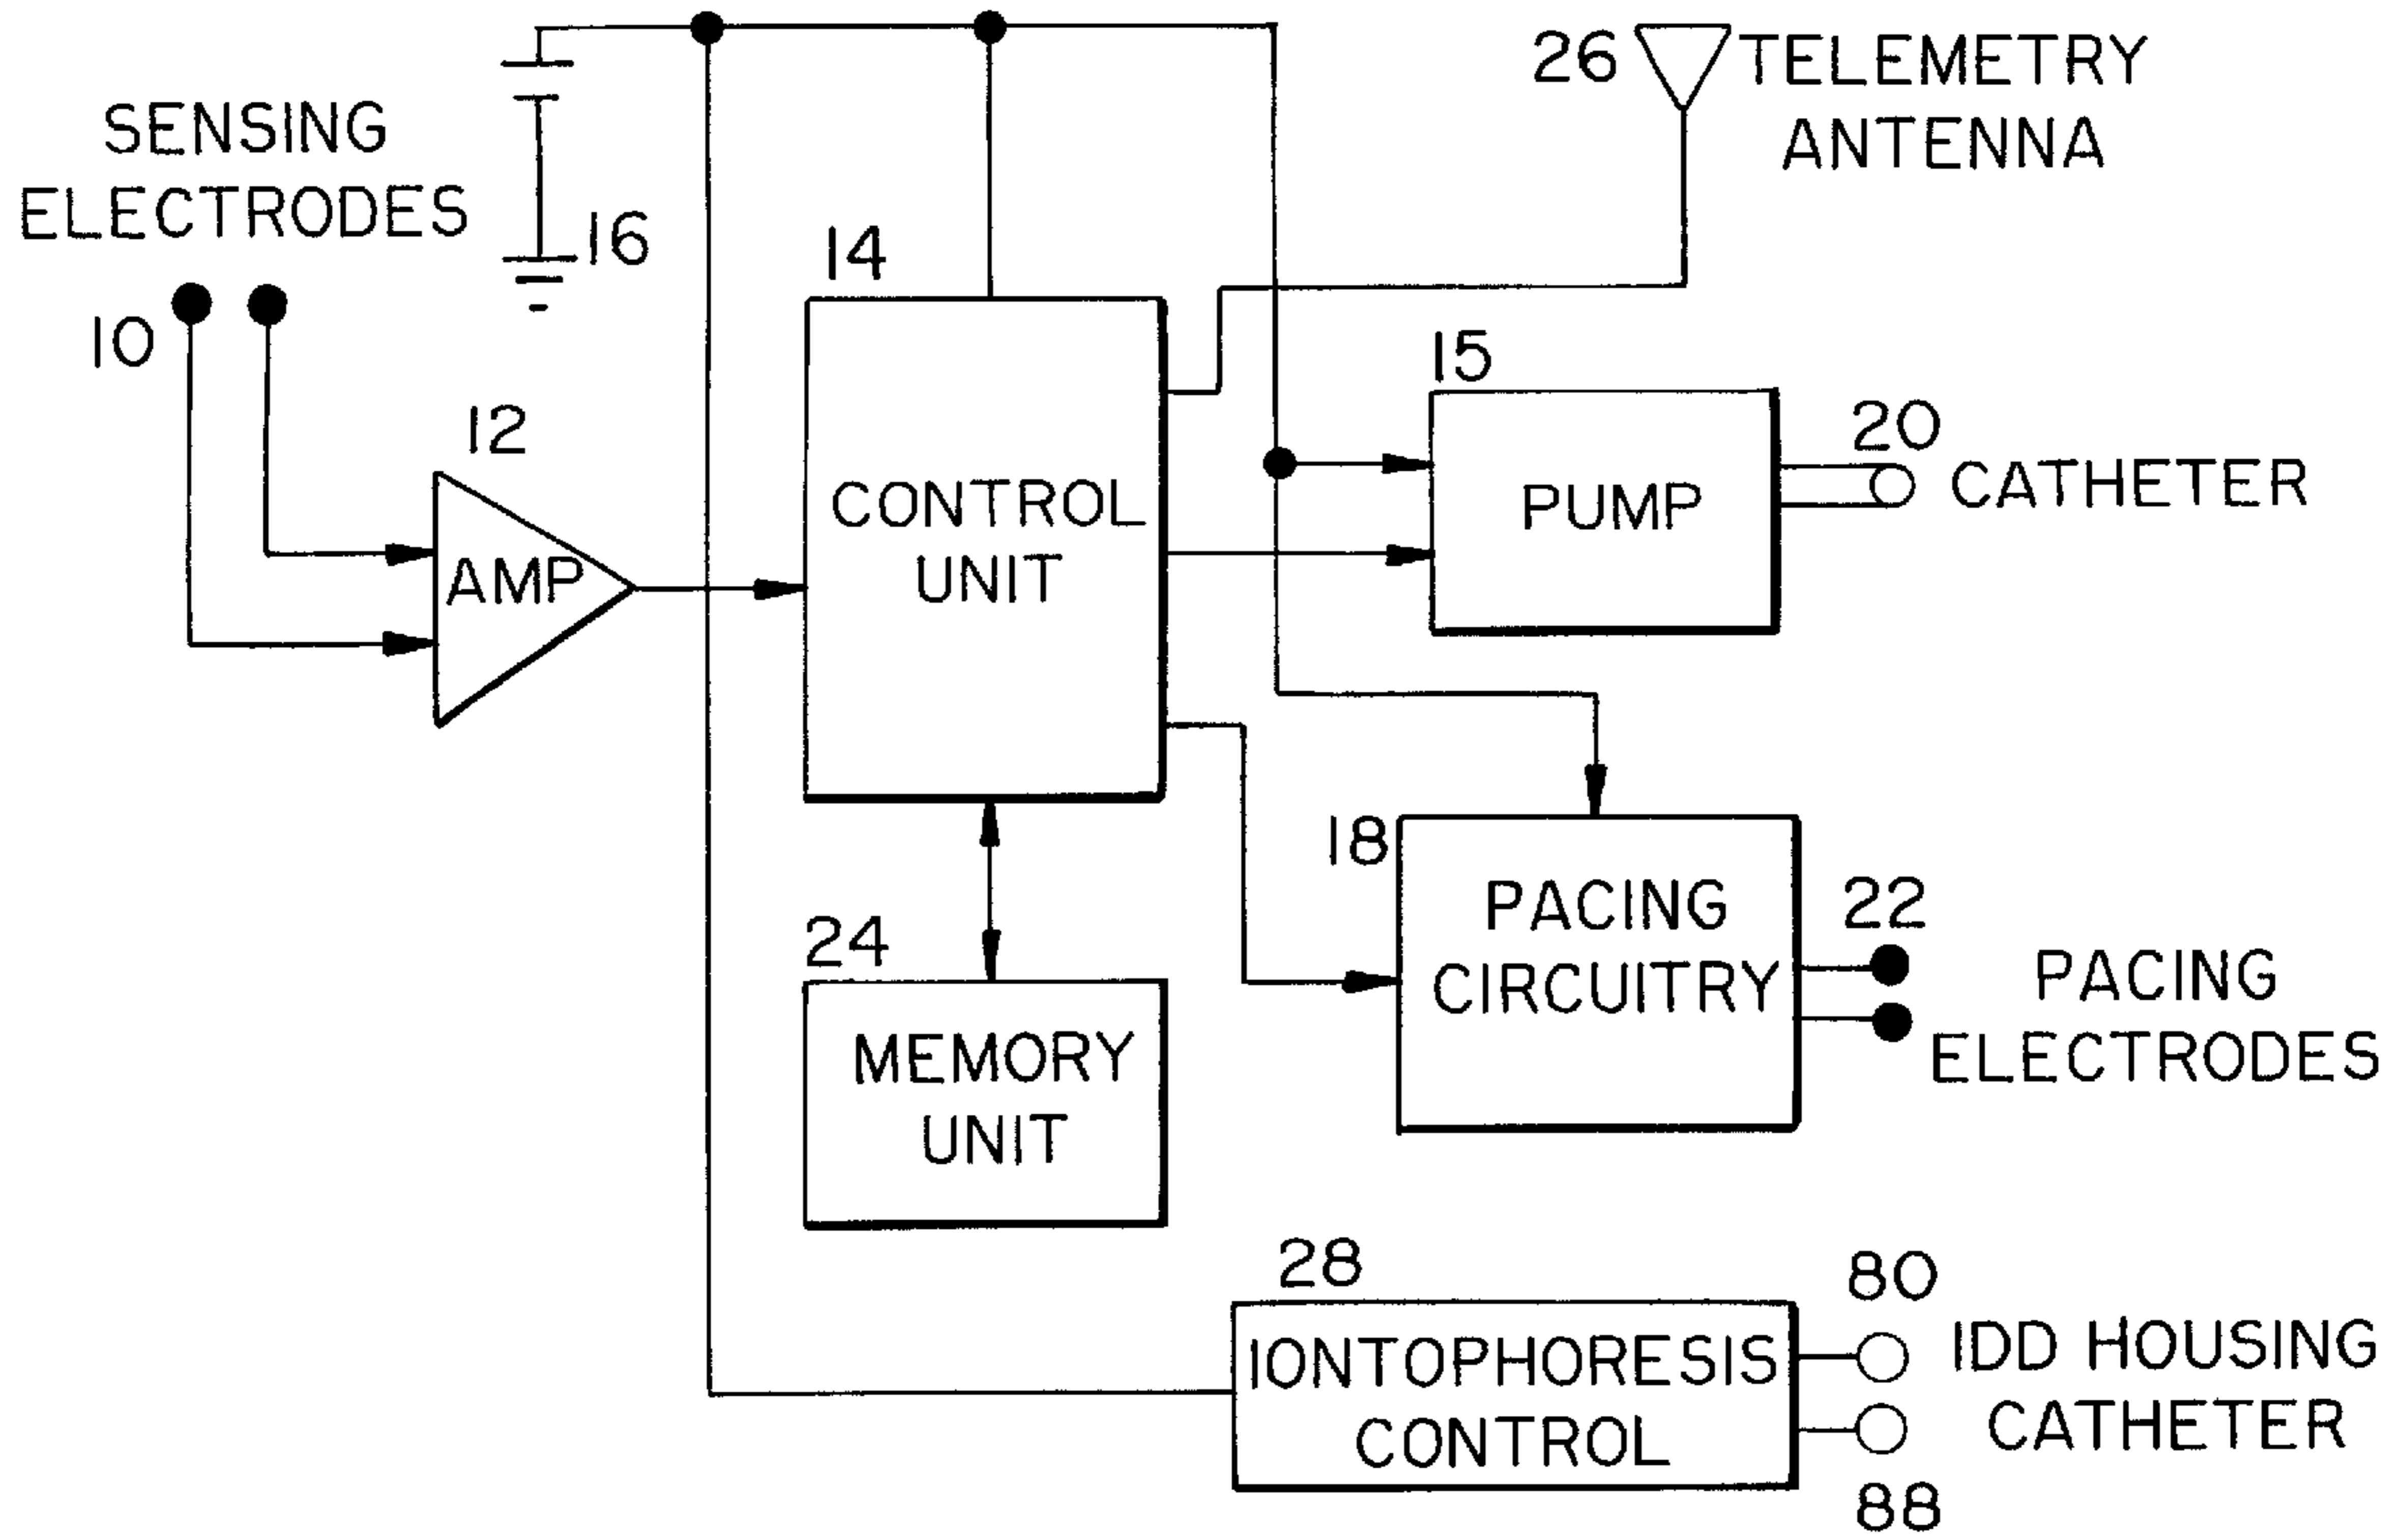 26
TELEMETRY
ANTENNA
SENSING
ELECTRODES
16
10
12
AMP
14
CONTROL
UNIT
15
PUMP
20
CATHETER
18
PACING
CIRCUITRY
22
PACING
ELECTRODES
24
MEMORY
UNIT
28
IONTOPHORESIS
CONTROL
80
IDD HOUSING
CATHETER
88